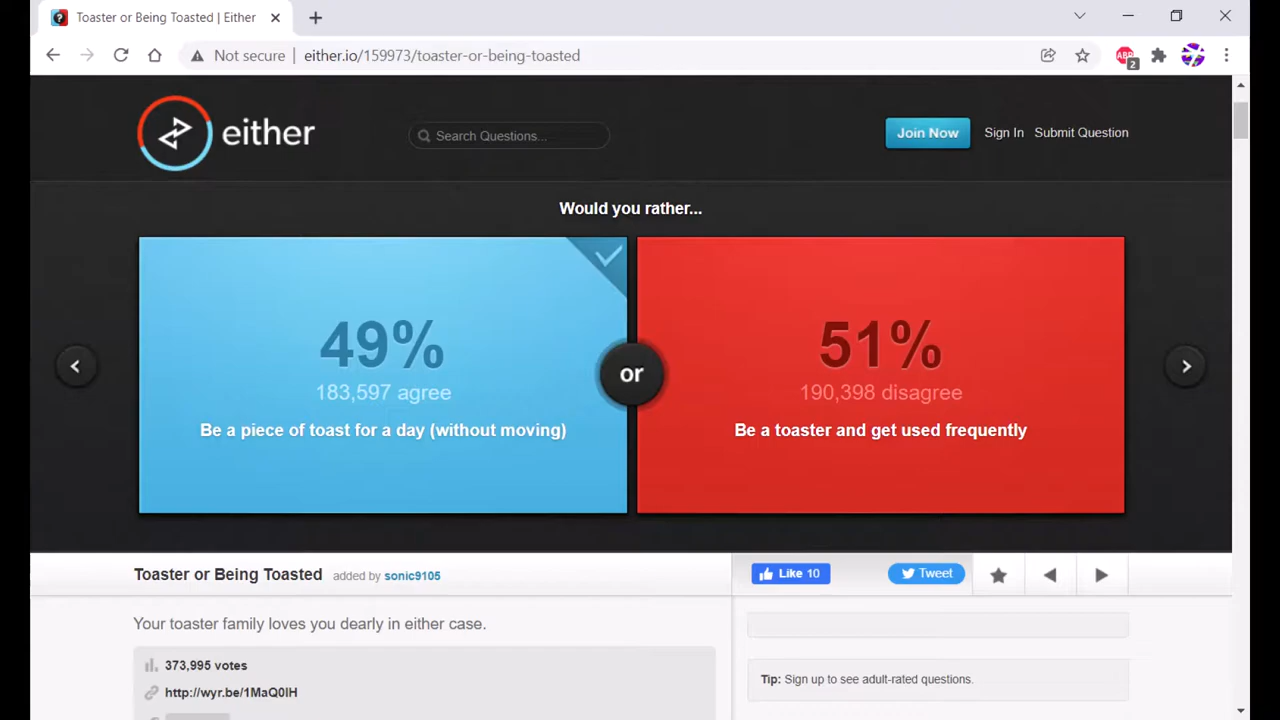 Toaster or Being Toasted | Either
Not secure
either.io/159973/toaster-or-being-toasted
ABP
2
either
Search Questions...
Join Now
Sign In
Submit Question
Would you rather...
49%
183,597 agree
Be a piece of toast for a day (without moving)
or
51%
190,398 disagree
Be a toaster and get used frequently
Toaster or Being Toasted added by sonic9105
Like 10
Tweet
Your toaster family loves you dearly in either case.
373,995 votes
http://wyr.be/1MaQ0lH
Tip: Sign up to see adult-rated questions.